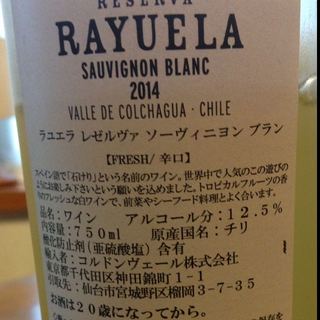 RESERVA
RAYUELA
SAUVIGNON BLANC
2014
VALLE DE COLCHAGUA · CHILE
ラユエラ レゼルヴァ ソーヴィニヨン ブラン
【FRESH/ 辛口】
スペイン語で「石けり」という名前のワイン。世界中で人気のこの遊びの
ようにお楽しみ下さいという願いを込めました。トロピカルフルーツの香
りのフレッシュな白ワインで、前菜やシーフード料理とよく合います。
品名:ワイン アルコール分:12.5%
内容量:750ml 原産国名:チリ
酸化防止剤(亜硫酸塩)含有
輸入者:コルドンヴェール株式会社
東京都千代田区神田錦町1-1
引取先:仙台市宮城野区榴岡3-7-35
お酒は20歳になってから。